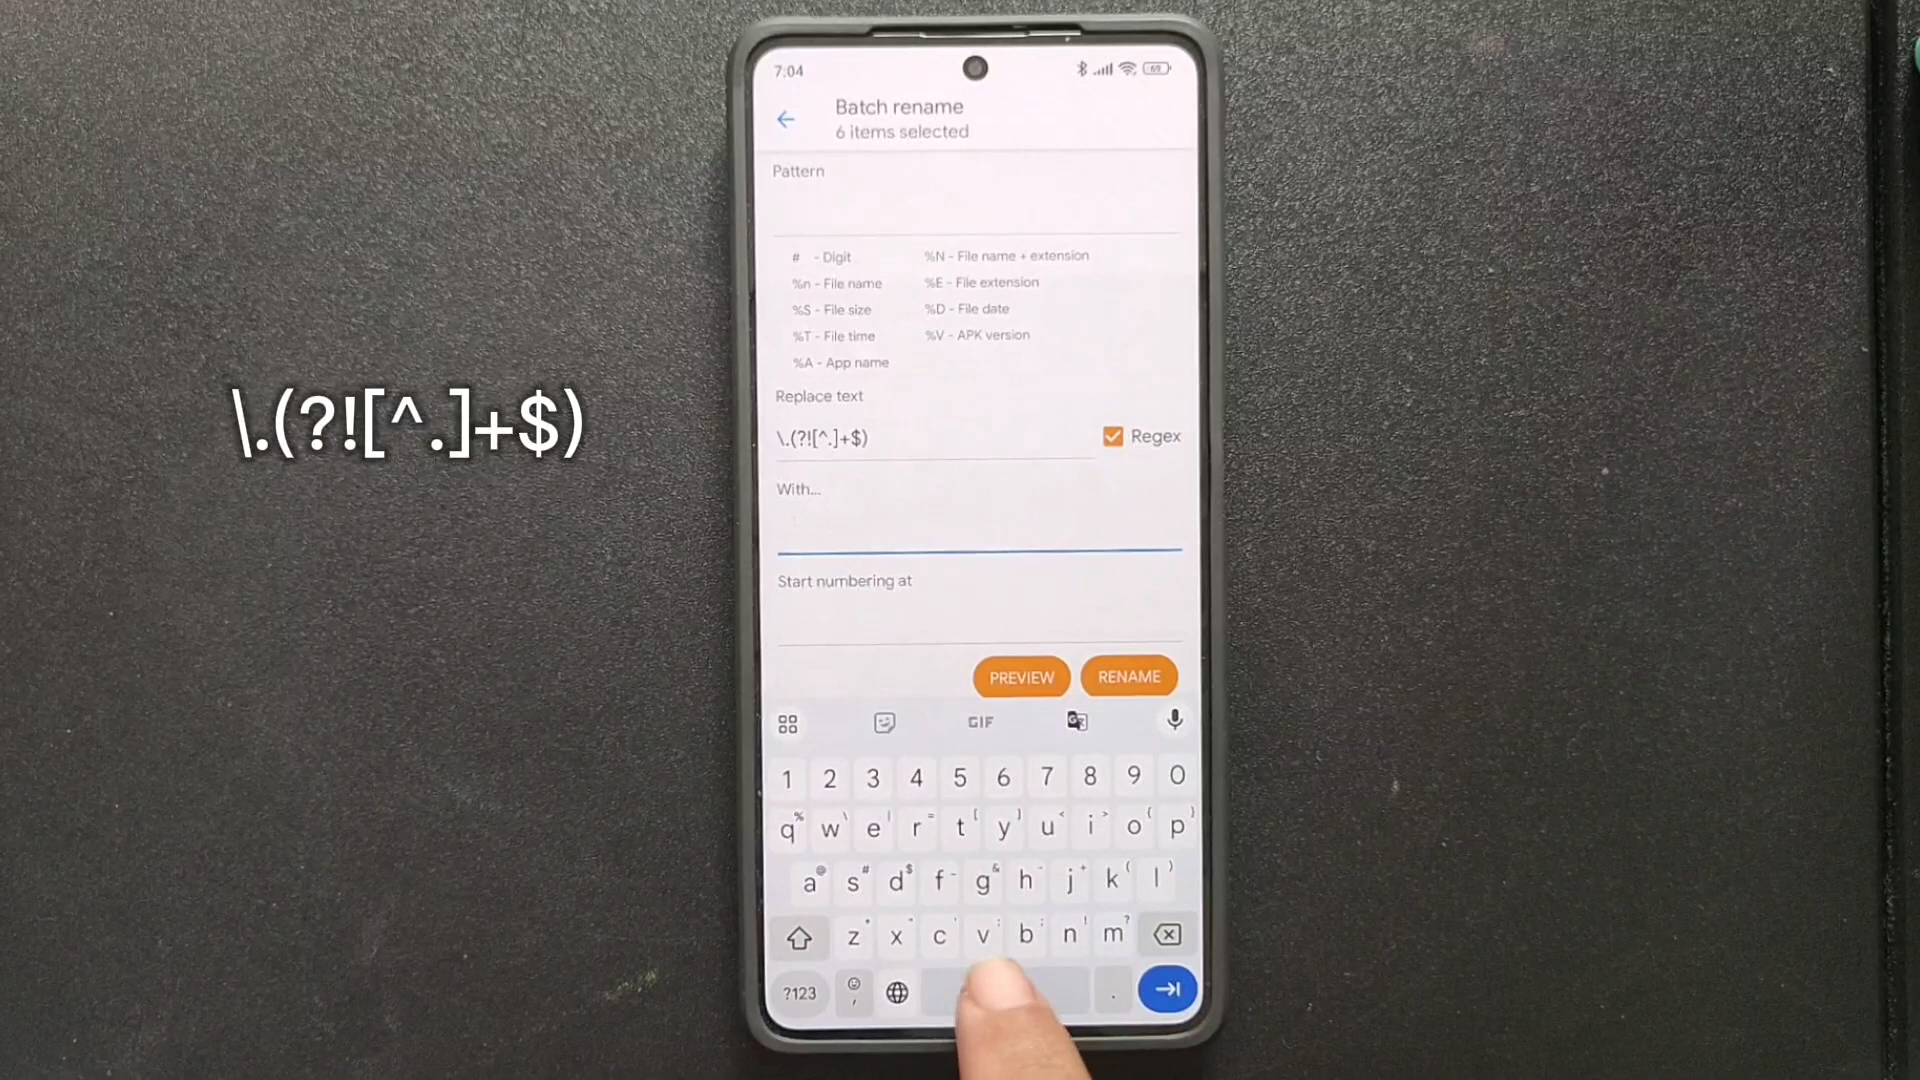 7:04
69
Batch rename
6 items selected
Pattern
# - Digit
%N - File name + extension
%n - File name
%E - File extension
%S - File size
%D - File date
%T - File time
%V - APK version
%A - App name
Replace text
\.(?![^.]+$)
\.(?![^.]+$)
Regex
With...
Start numbering at
PREVIEW
RENAME
GIF
1 2 3 4 5 6 7 8 9 0
q w e r t y u i o p
a s d f g h j k l
z x c v b n m
?123
, .